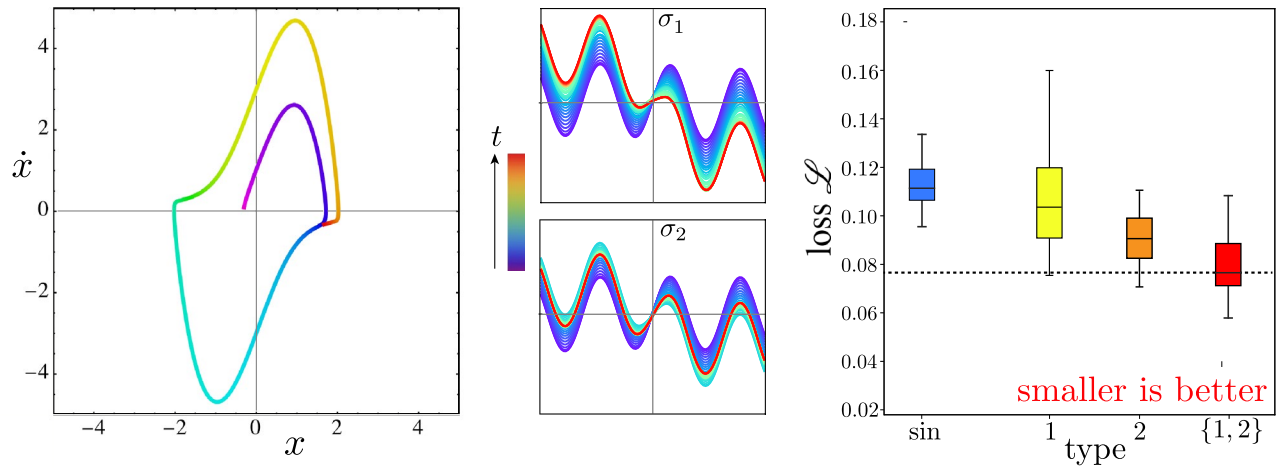 4
2
0
−2
−4
ẋ
−4
−2
0
2
4
x
t
σ₁
σ₂
0.18
0.16
0.14
0.12
0.10
0.08
0.06
0.04
0.02
loss ℒ
smaller is better
sin
1
2
{1, 2}
type